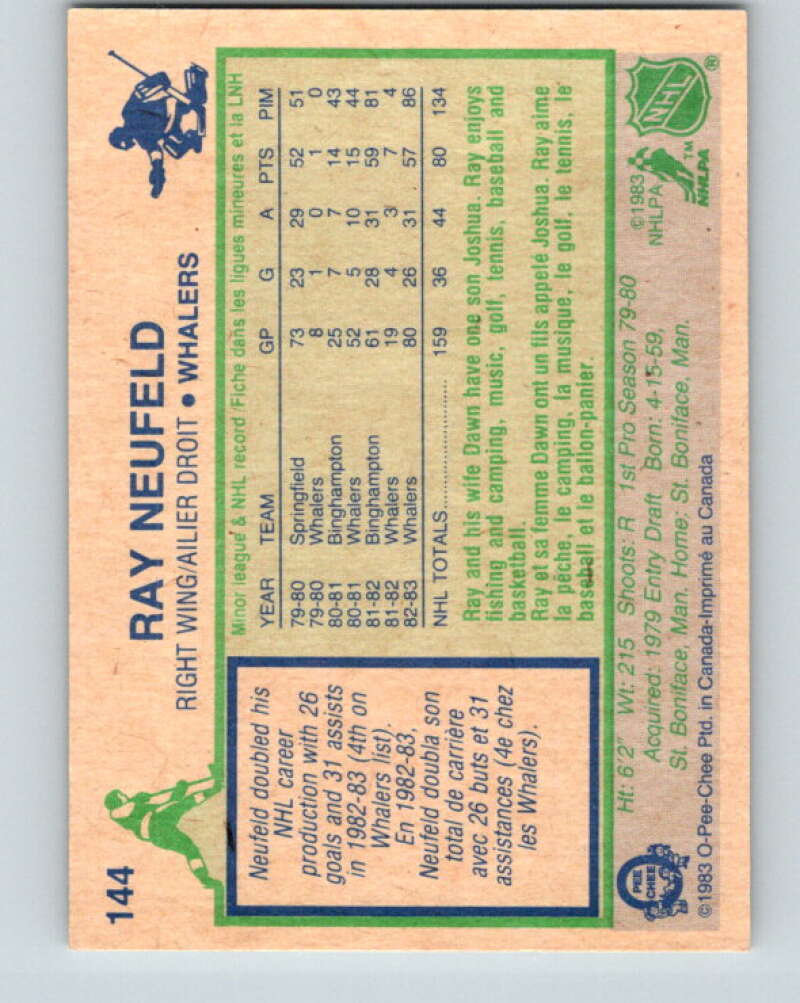 144
RAY NEUFELD
RIGHT WING/AILIER DROIT • WHALERS
Neufeld doubled his
NHL career
production with 26
goals and 31 assists
in 1982-83 (4th on
Whalers list).
En 1982-83,
Neufeld doubla son
total de carrière
avec 26 buts et 31
assistances (4e chez
les Whalers).
Minor league & NHL record/Fiche dans les ligues mineures et la LNH
YEAR TEAM GP G A PTS PIM
79-80 Springfield 73 23 29 52 51
79-80 Whalers 8 1 0 1 0
80-81 Binghampton 25 7 7 14 43
80-81 Whalers 52 5 10 15 44
81-82 Binghampton 61 28 31 59 81
81-82 Whalers 19 4 3 7 4
82-83 Whalers 80 26 31 57 86
NHL TOTALS.................... 159 36 44 80 134
Ray and his wife Dawn have one son Joshua. Ray enjoys
fishing and camping, music, golf, tennis, baseball and
basketball.
Ray et sa femme Dawn ont un fils appelé Joshua. Ray aime
la pêche, le camping, la musique, le golf, le tennis, le
baseball et le ballon-panier.
Ht: 6'2" Wt: 215 Shoots: R 1st Pro Season 79-80
Acquired: 1979 Entry Draft Born: 4-15-59,
St. Boniface, Man. Home: St. Boniface, Man.
©1983 O-Pee-Chee Ptd. in Canada-Imprimé au Canada
O
PEE
CHEE
©1983
NHLPA
NHLPA
™
NHL
®